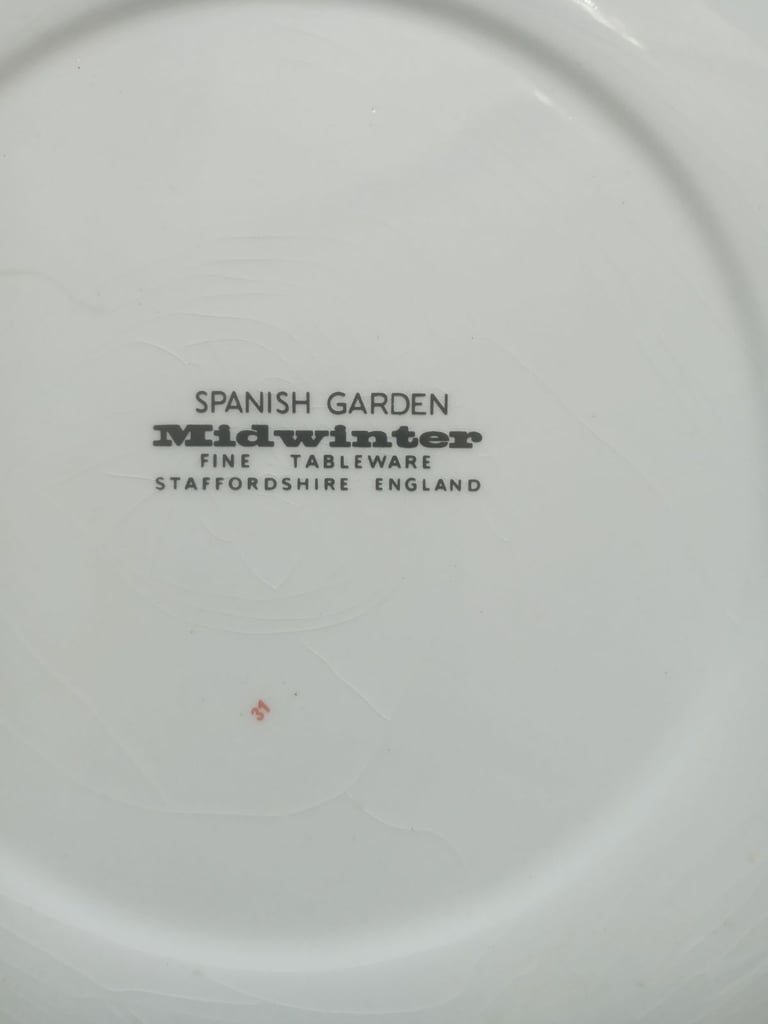 SPANISH GARDEN
Midwinter
FINE TABLEWARE
STAFFORDSHIRE ENGLAND
31